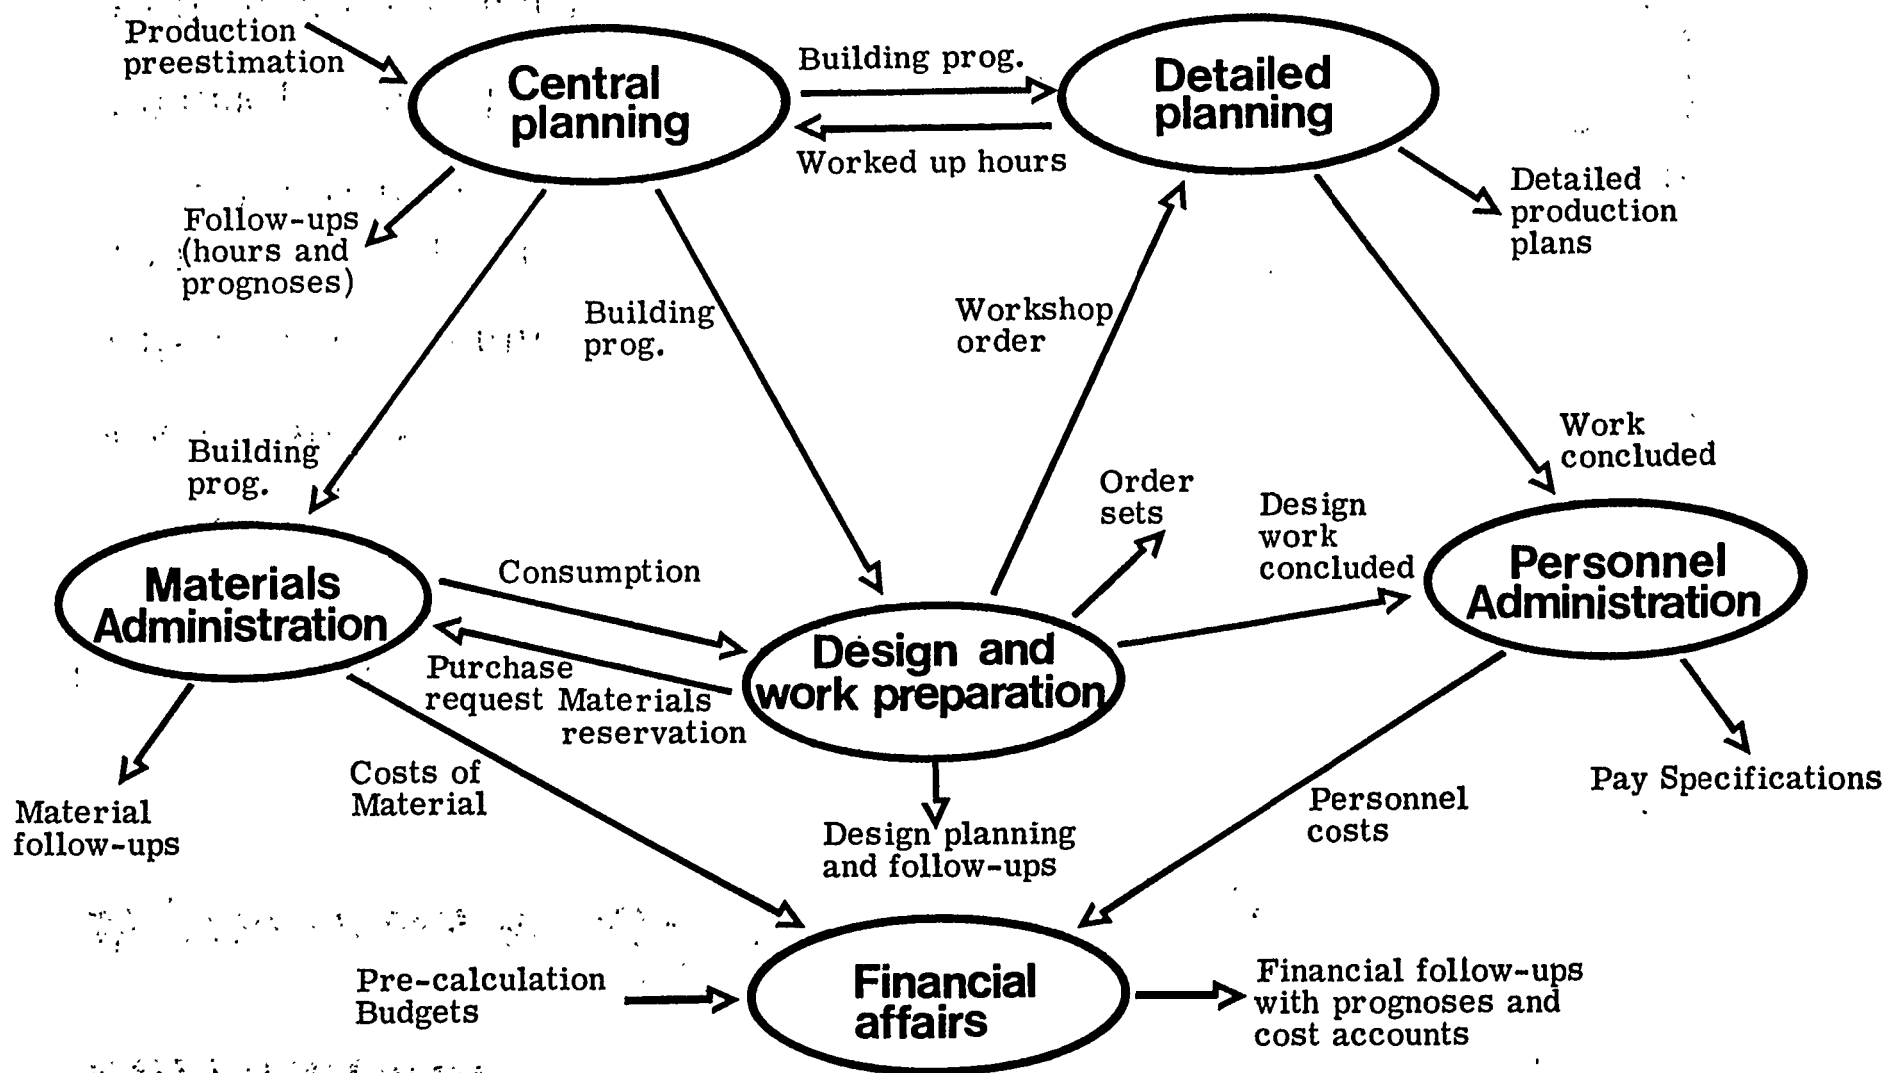 Production
preestimation
Central
planning
Building prog.
Worked up hours
Detailed
planning
Detailed
production
plans
Follow-ups
(hours and
prognoses)
Building
prog.
Workshop
order
Building
prog.
Work
concluded
Order
sets
Design
work
concluded
Materials
Administration
Consumption
Purchase
request Materials
reservation
Design and
work preparation
Personnel
Administration
Material
follow-ups
Costs of
Material
Design planning
and follow-ups
Personnel
costs
Pay Specifications
Pre-calculation
Budgets
Financial
affairs
Financial follow-ups
with prognoses and
cost accounts